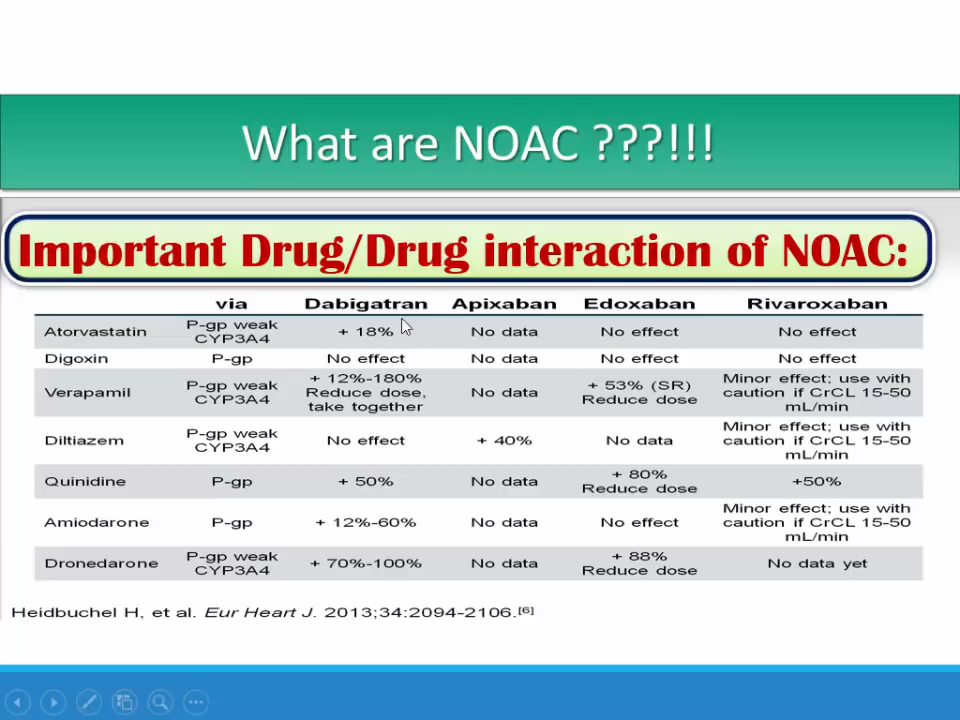 What are NOAC ???!!!
Important Drug/Drug interaction of NOAC:
via Dabigatran Apixaban Edoxaban Rivaroxaban
Atorvastatin P-gp weak CYP3A4 + 18% No data No effect No effect
Digoxin P-gp No effect No data No effect No effect
Verapamil P-gp weak CYP3A4 + 12%-180% Reduce dose, take together No data + 53% (SR) Reduce dose Minor effect; use with caution if CrCL 15-50 mL/min
Diltiazem P-gp weak CYP3A4 No effect + 40% No data Minor effect; use with caution if CrCL 15-50 mL/min
Quinidine P-gp + 50% No data + 80% Reduce dose +50%
Amiodarone P-gp + 12%-60% No data No effect Minor effect; use with caution if CrCL 15-50 mL/min
Dronedarone P-gp weak CYP3A4 + 70%-100% No data + 88% Reduce dose No data yet
Heidbuchel H, et al. Eur Heart J. 2013;34:2094-2106.[6]